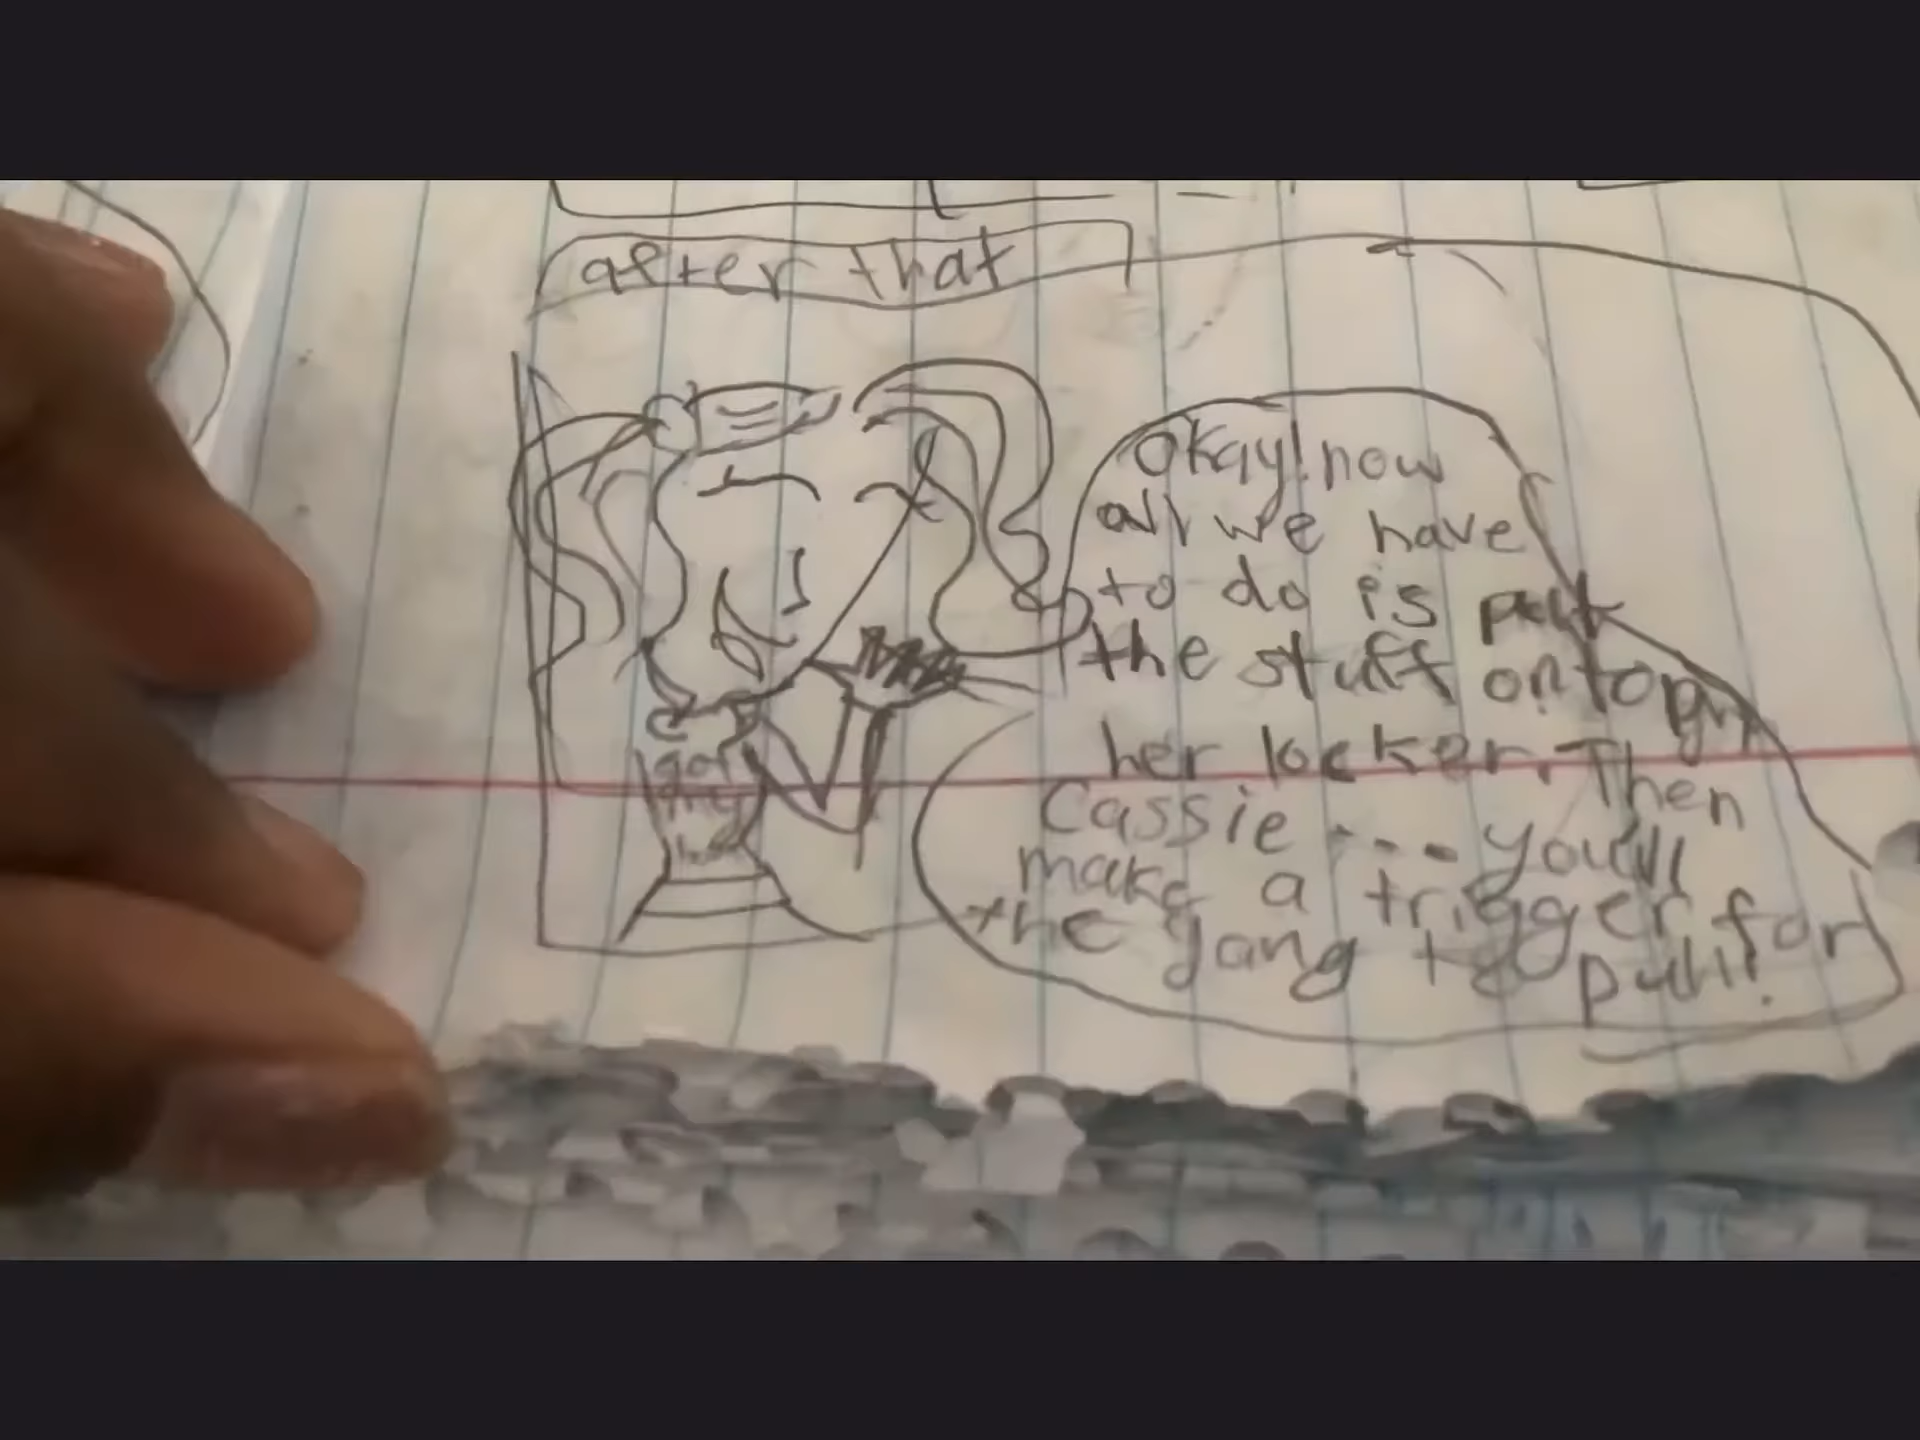 after that
okay! now
all we have
to do is put
the stuff on top of
her locker. Then
Cassie ---- you'll
make a trigger for
the gang to pull!